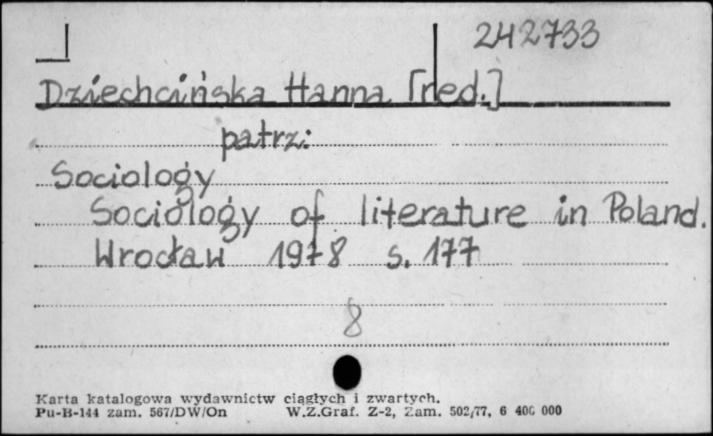 242733
Dziechcińska Hanna [red.]
patrz:
Sociology
Sociology of literature in Poland.
Wrocław 1978 s. 177
8
Karta katalogowa wydawnictw ciągłych i zwartych.
Pu-B-144 zam. 567/DW/On W.Z.Graf. Z-2, Zam. 502/77, 6 400 000